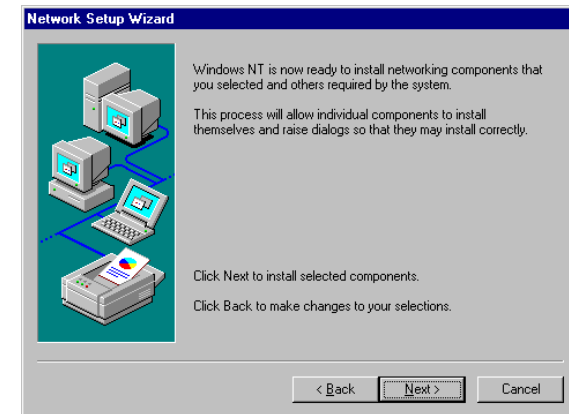 Network Setup Wizard
Windows NT is now ready to install networking components that
you selected and others required by the system.
This process will allow individual components to install
themselves and raise dialogs so that they may install correctly.
Click Next to install selected components.
Click Back to make changes to your selections.
< Back
Next >
Cancel